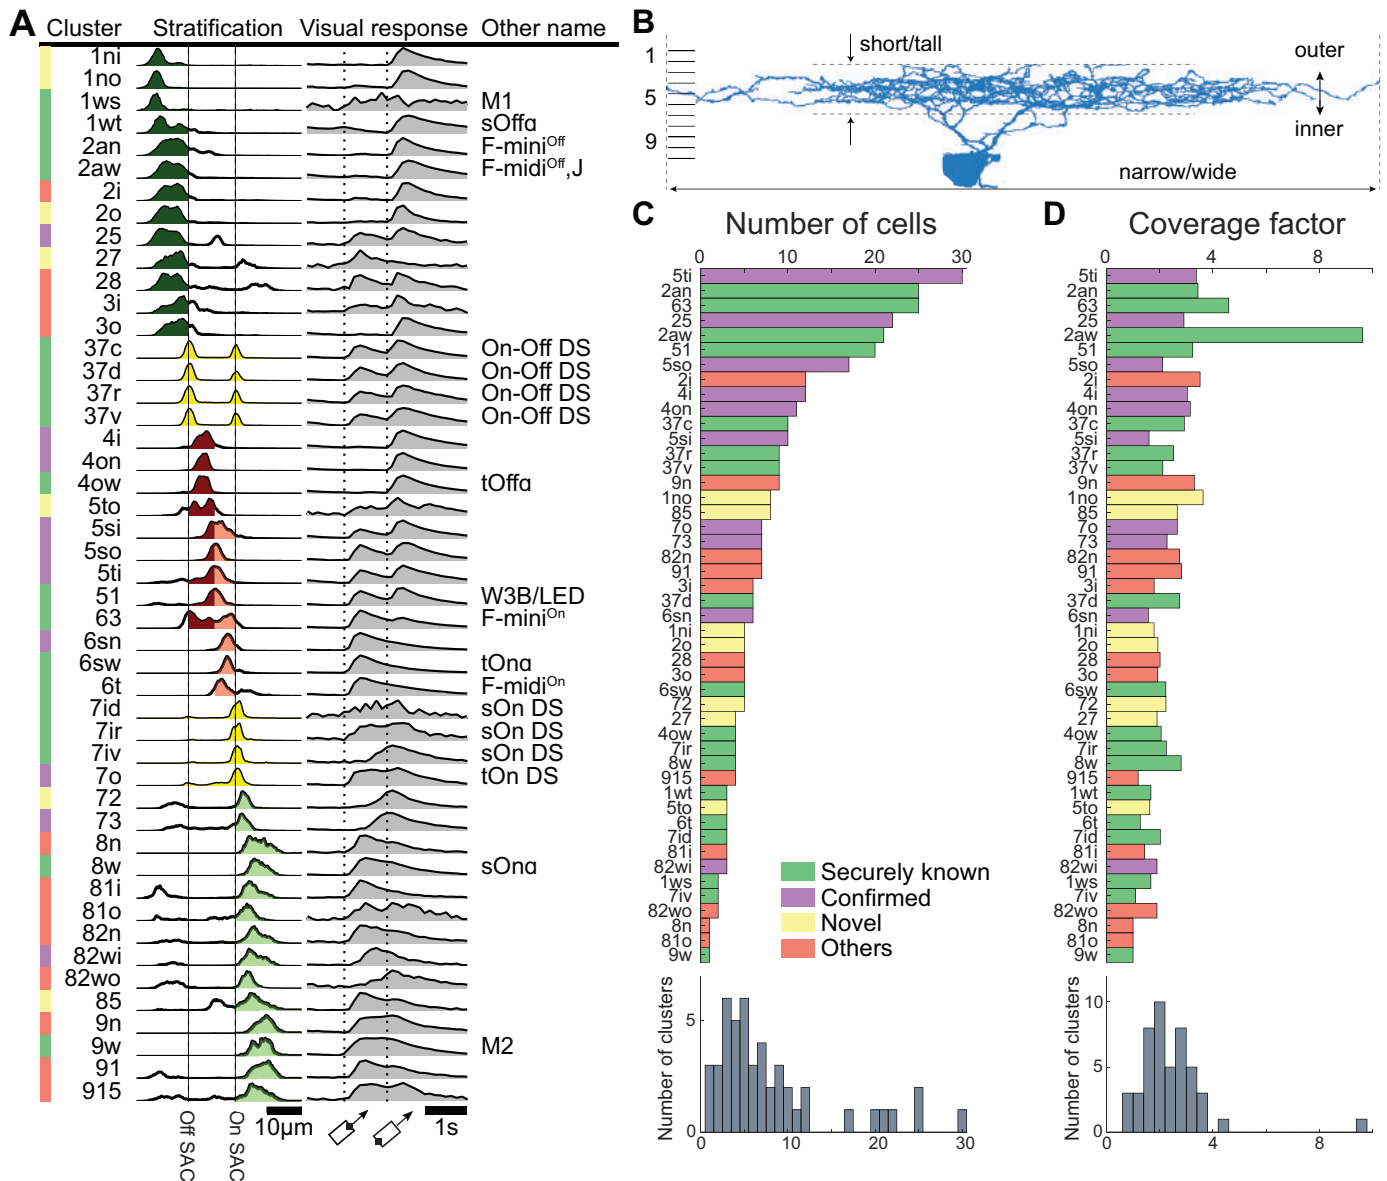 A
Cluster Stratification Visual response Other name
1ni
1no
1ws M1
1wt sOffα
2an F-miniOff
2aw F-midiOff,J
2i
2o
25
27
28
3i
3o
37c On-Off DS
37d On-Off DS
37r On-Off DS
37v On-Off DS
4i
4on
4ow tOffα
5to
5si
5so
5ti
51 W3B/LED
63 F-miniOn
6sn
6sw tOnα
6t F-midiOn
7id sOn DS
7ir sOn DS
7iv sOn DS
7o tOn DS
72
73
8n
8w sOnα
81i
81o
82n
82wi
82wo
85
9n
9w M2
91
915
Off SAC
On SAC
10μm
1s
B
1
5
9
short/tall
outer
inner
narrow/wide
C
Number of cells
0 10 20 30
5ti
2an
63
25
2aw
51
5so
2i
4i
4on
37c
5si
37r
37v
9n
1no
85
7o
73
82n
91
3i
37d
6sn
1ni
2o
28
3o
6sw
72
27
4ow
7ir
8w
915
1wt
5to
6t
7id
81i
82wi
1ws
7iv
82wo
8n
81o
9w
Securely known
Confirmed
Novel
Others
Number of clusters
5
0
0 10 20 30
D
Coverage factor
0 4 8
5ti
2an
63
25
2aw
51
5so
2i
4i
4on
37c
5si
37r
37v
9n
1no
85
7o
73
82n
91
3i
37d
6sn
1ni
2o
28
3o
6sw
72
27
4ow
7ir
8w
915
1wt
5to
6t
7id
81i
82wi
1ws
7iv
82wo
8n
81o
9w
Number of clusters
10
5
0
0 4 8